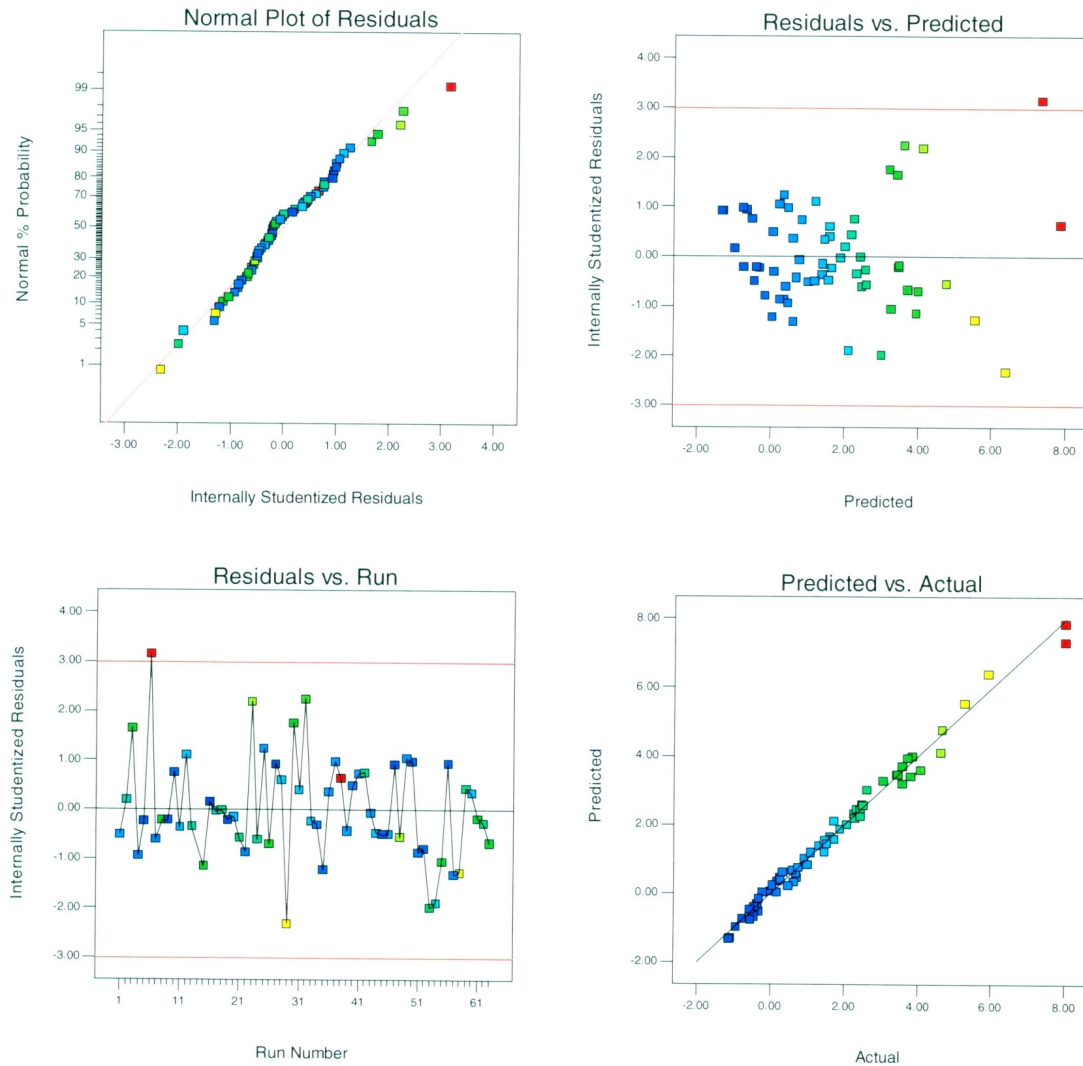 Normal Plot of Residuals
Normal % Probability
99
95
90
80
70
50
30
20
10
5
1
-3.00 -2.00 -1.00 0.00 1.00 2.00 3.00 4.00
Internally Studentized Residuals
Residuals vs. Predicted
Internally Studentized Residuals
4.00
3.00
2.00
1.00
0.00
-1.00
-2.00
-3.00
-2.00 0.00 2.00 4.00 6.00 8.00
Predicted
Residuals vs. Run
Internally Studentized Residuals
4.00
3.00
2.00
1.00
0.00
-1.00
-2.00
-3.00
1 11 21 31 41 51 61
Run Number
Predicted vs. Actual
Predicted
8.00
6.00
4.00
2.00
0.00
-2.00
-2.00 0.00 2.00 4.00 6.00 8.00
Actual